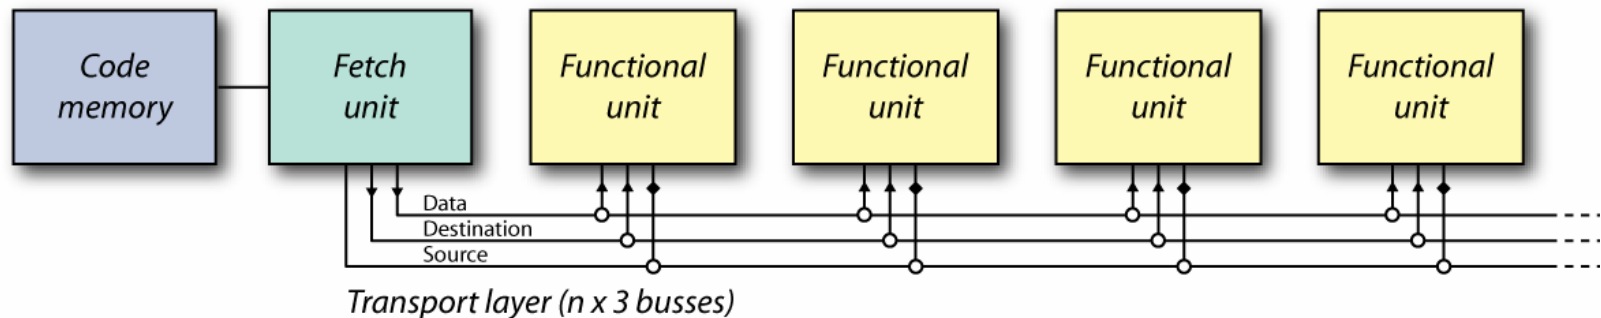 Code
memory
Fetch
unit
Functional
unit
Functional
unit
Functional
unit
Functional
unit
Data
Destination
Source
Transport layer (n x 3 busses)